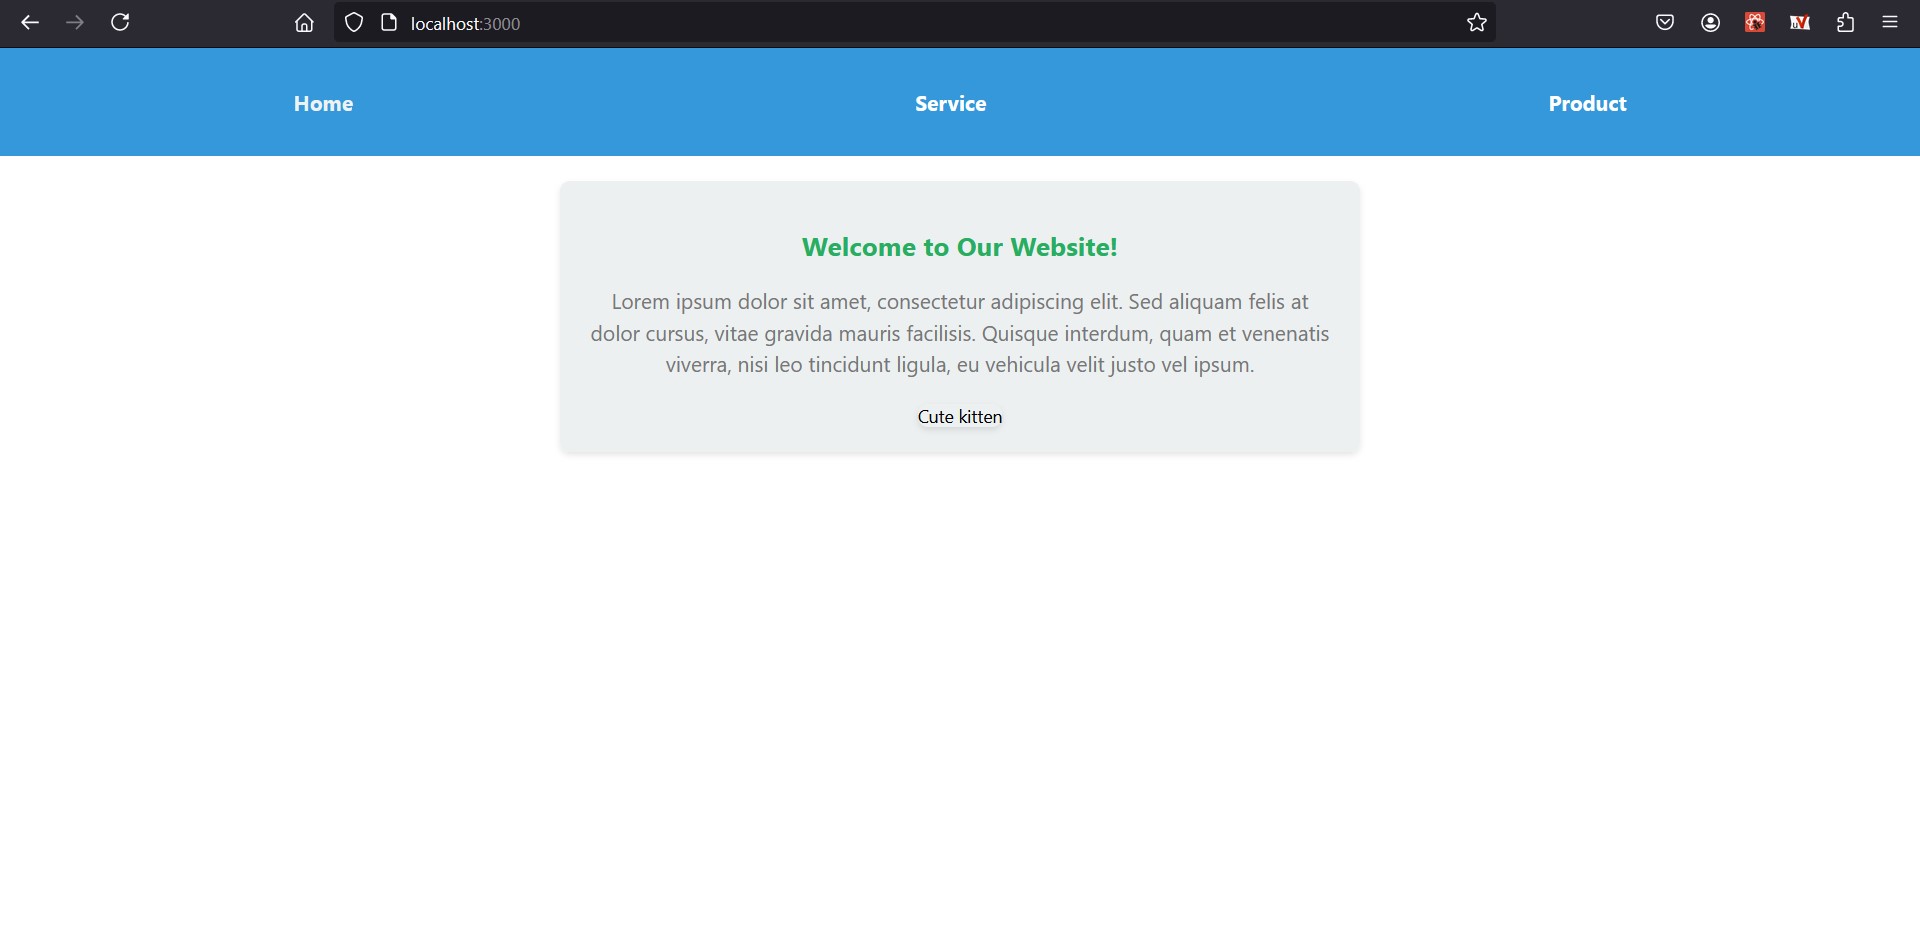 localhost:3000
Home Service Product
Welcome to Our Website!
Lorem ipsum dolor sit amet, consectetur adipiscing elit. Sed aliquam felis at
dolor cursus, vitae gravida mauris facilisis. Quisque interdum, quam et venenatis
viverra, nisi leo tincidunt ligula, eu vehicula velit justo vel ipsum.
Cute kitten